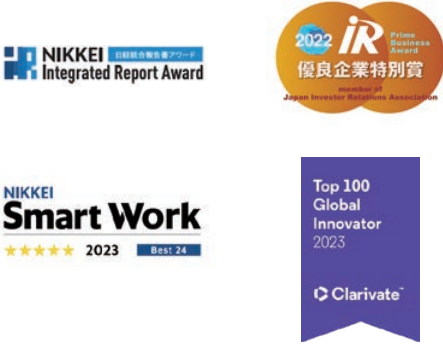 NIKKEI 日経統合報告書アワード
Integrated Report Award
2022 IR Prime
Business
Award
優良企業特別賞
member of
Japan Investor Relations Association
NIKKEI
Smart Work
★★★★★ 2023 Best 24
Top 100
Global
Innovator
2023
Clarivate™